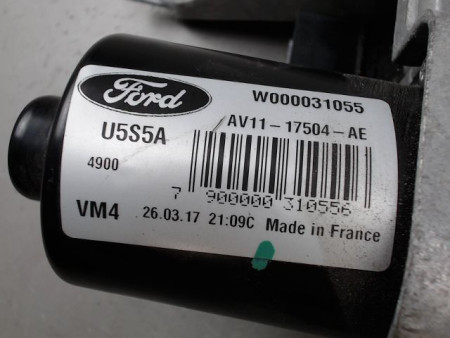 Ford
W000031055
U5S5A
AV11-17504-AE
4900
7 900000 310556
VM4 26.03.17 21:09C Made in France